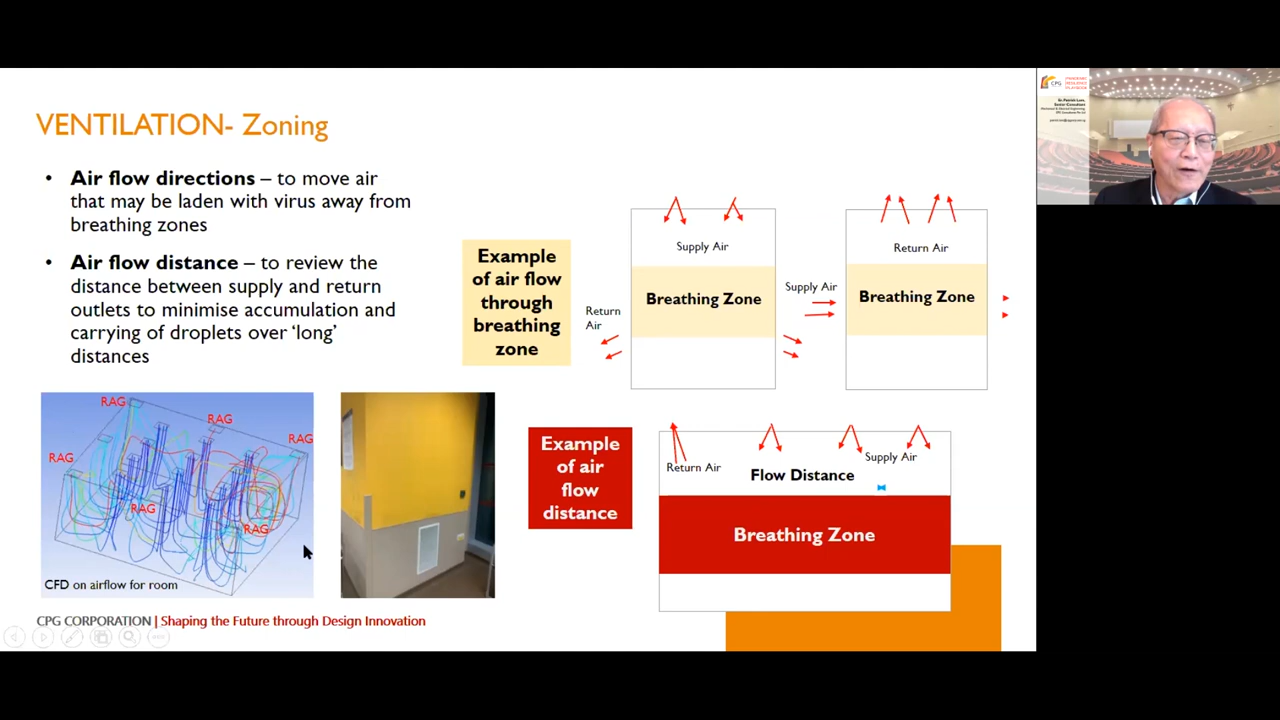 VENTILATION- Zoning
• Air flow directions – to move air
that may be laden with virus away from
breathing zones
• Air flow distance – to review the
distance between supply and return
outlets to minimise accumulation and
carrying of droplets over ‘long’
distances
Example
of air flow
through
breathing
zone
Supply Air
Breathing Zone
Return
Air
Supply Air
Return Air
Breathing Zone
Example
of air
flow
distance
Return Air
Supply Air
Flow Distance
Breathing Zone
RAG
RAG
RAG
RAG
RAG
RAG
CFD on airflow for room
CPG CORPORATION | Shaping the Future through Design Innovation
CPG